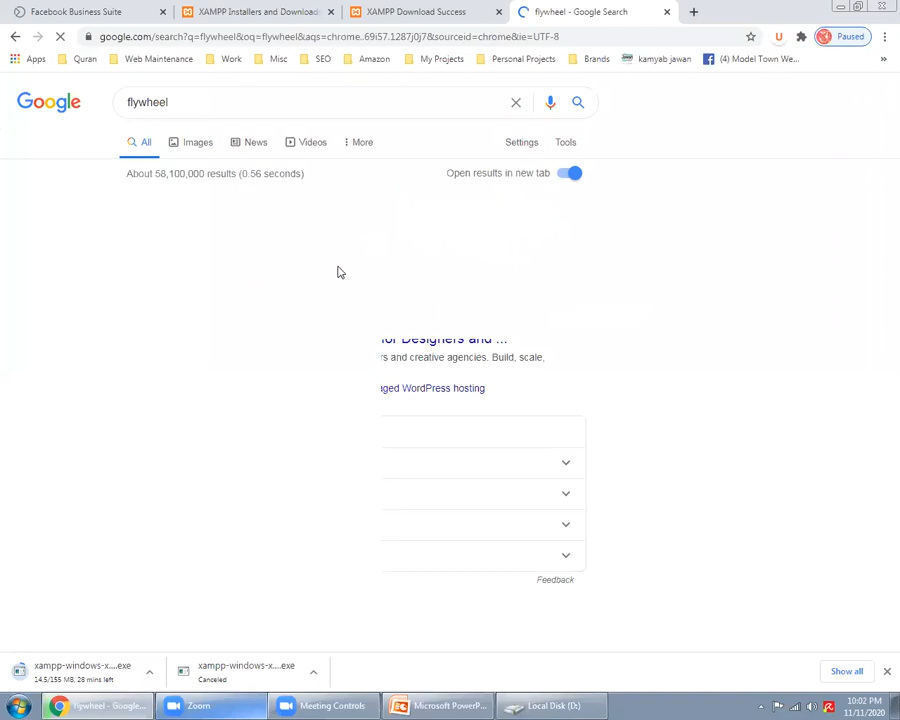 Facebook Business Suite
XAMPP Installers and Downloads
XAMPP Download Success
flywheel - Google Search
google.com/search?q=flywheel&oq=flywheel&aqs=chrome..69i57.1287j0j7&sourceid=chrome&ie=UTF-8
Paused
Apps
Quran
Web Maintenance
Work
Misc
SEO
Amazon
My Projects
Personal Projects
Brands
kamyab jawan
(4) Model Town We...
»
Google
flywheel
All
Images
News
Videos
More
Settings
Tools
About 58,100,000 results (0.56 seconds)
Open results in new tab
for Designers and ...
rs and creative agencies. Build, scale,
aged WordPress hosting
Feedback
xampp-windows-x....exe
14.5/155 MB, 28 mins left
xampp-windows-x....exe
Canceled
Show all
flywheel - Google...
Zoom
Meeting Controls
Microsoft PowerP...
Local Disk (D:)
10:02 PM
11/11/2020